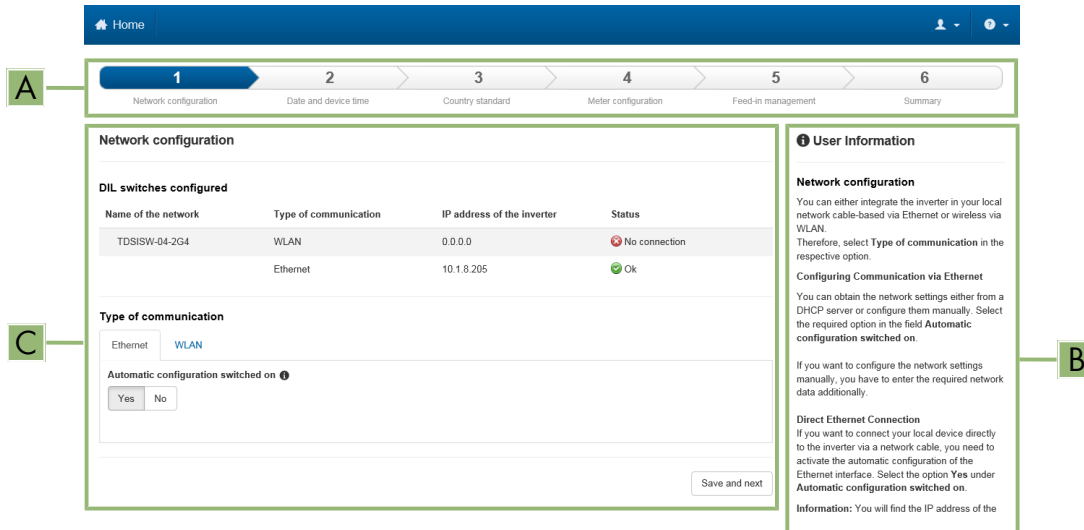 Home
A
1 2 3 4 5 6
Network configuration Date and device time Country standard Meter configuration Feed-in management Summary
Network configuration
DIL switches configured
Name of the network Type of communication IP address of the inverter Status
TDSISW-04-2G4 WLAN 0.0.0.0 No connection
Ethernet 10.1.8.205 Ok
Type of communication
C
Ethernet WLAN
Automatic configuration switched on
Yes No
Save and next
User Information
Network configuration
You can either integrate the inverter in your local
network cable-based via Ethernet or wireless via
WLAN.
Therefore, select Type of communication in the
respective option.
Configuring Communication via Ethernet
You can obtain the network settings either from a
DHCP server or configure them manually. Select
the required option in the field Automatic
configuration switched on.
B
If you want to configure the network settings
manually, you have to enter the required network
data additionally.
Direct Ethernet Connection
If you want to connect your local device directly
to the inverter via a network cable, you need to
activate the automatic configuration of the
Ethernet interface. Select the option Yes under
Automatic configuration switched on.
Information: You will find the IP address of the